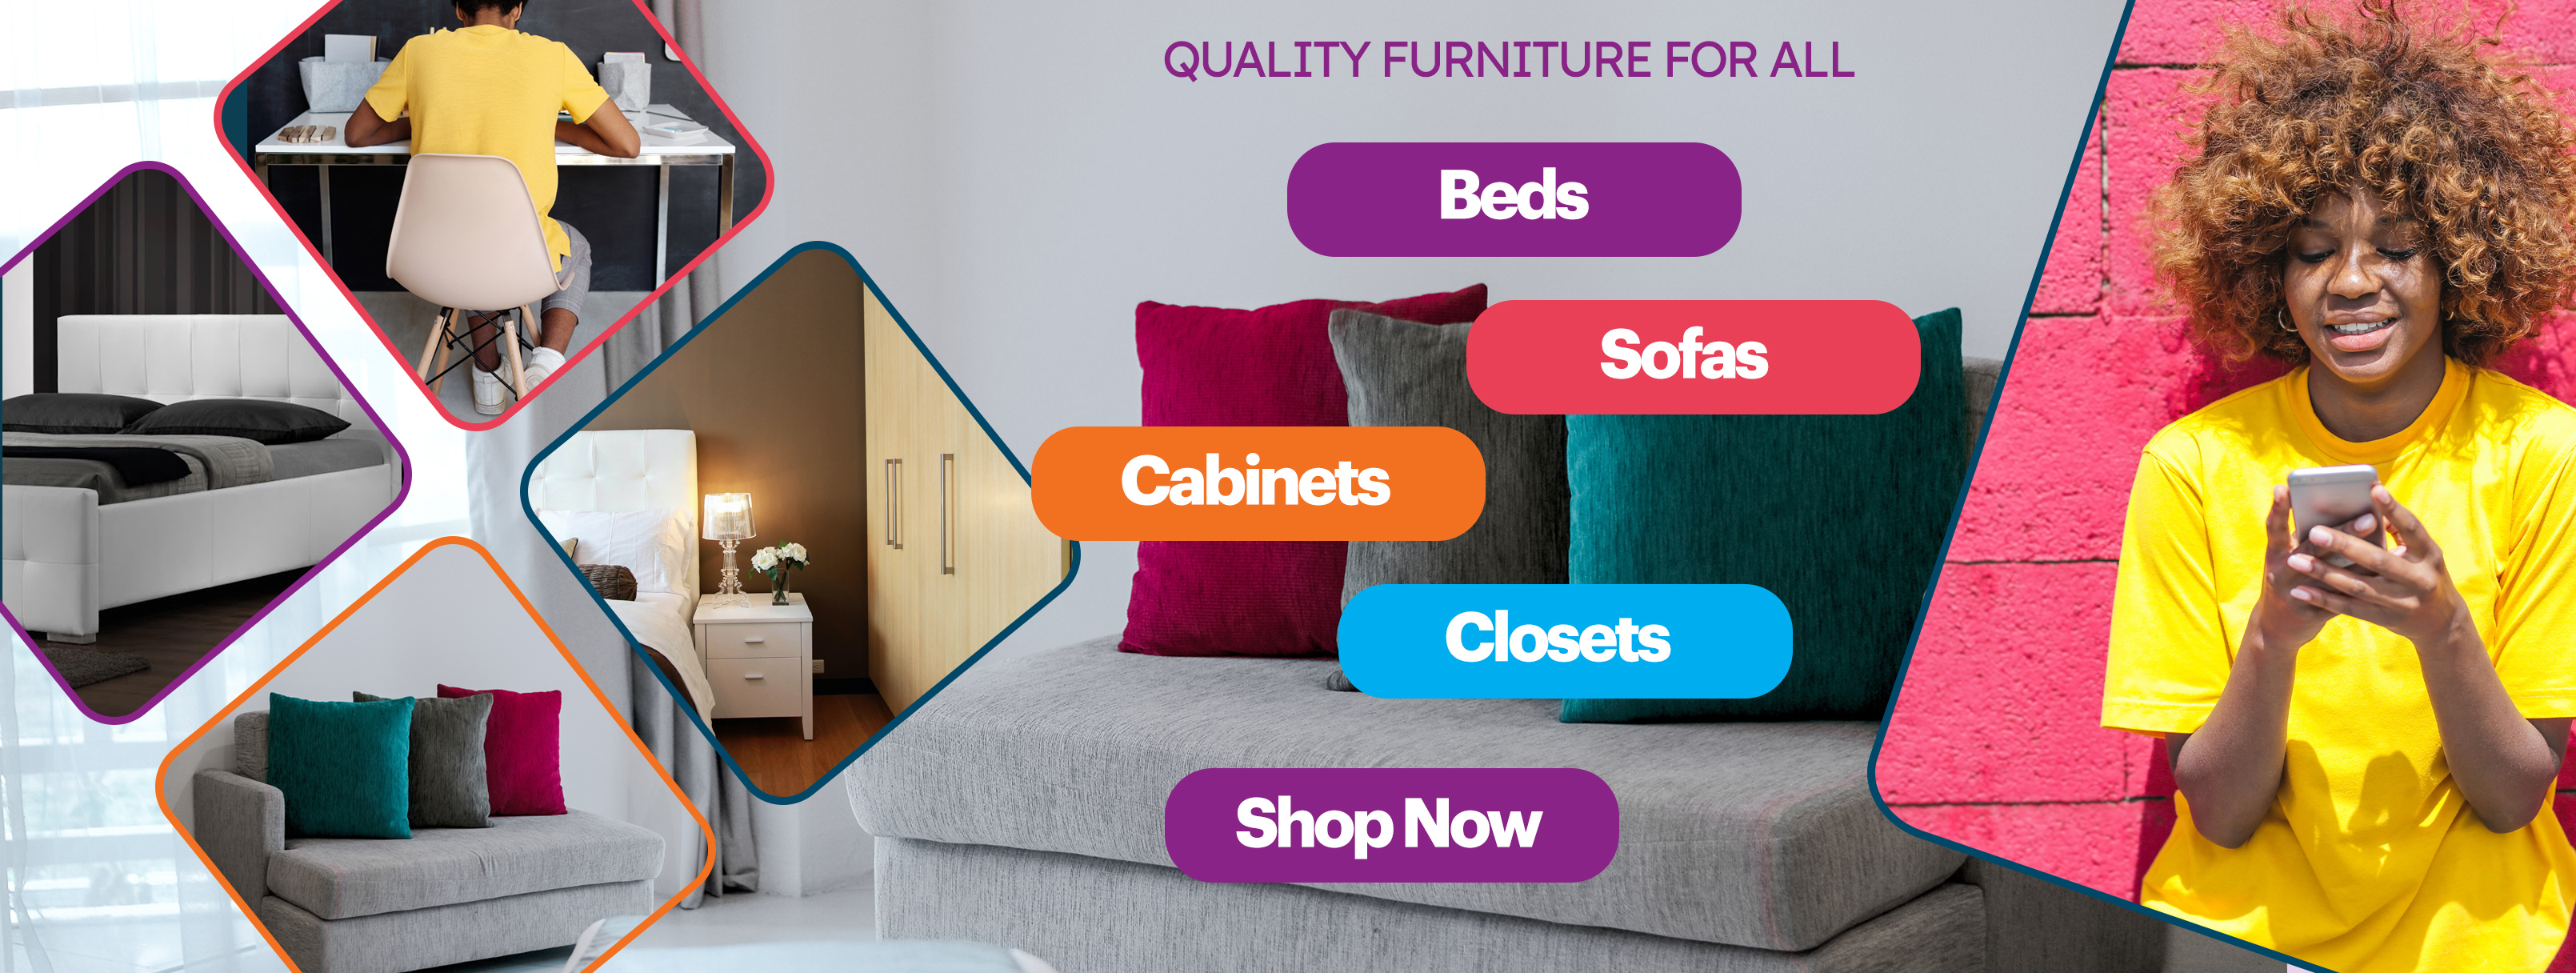 QUALITY FURNITURE FOR ALL
Beds
Sofas
Cabinets
Closets
Shop Now